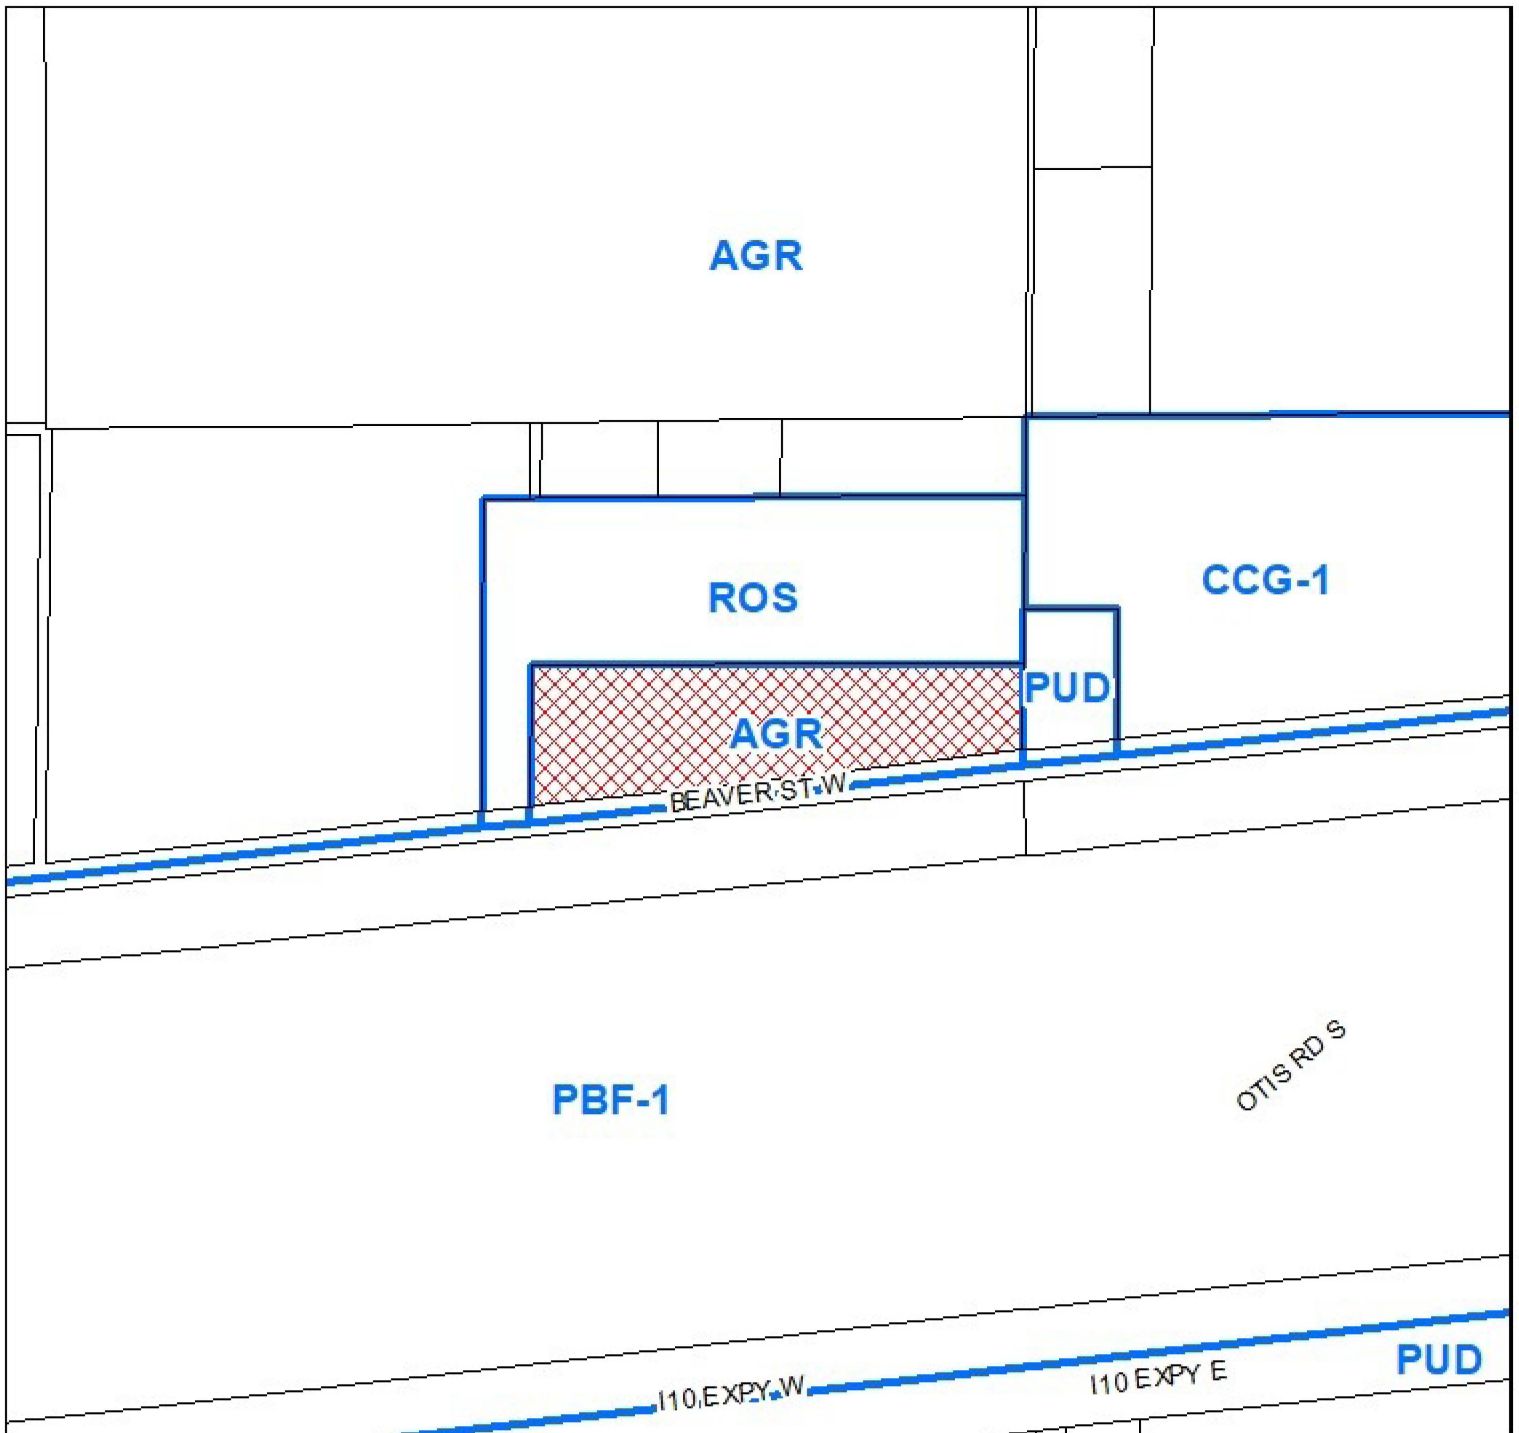 AGR
CCG-1
ROS
PUD
AGR
BEAVER ST W
OTIS RD S
PBF-1
PUD
I10 EXPY E
I10 EXPY W